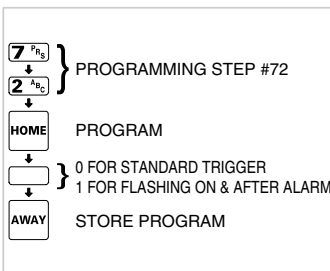 7 PRS
PROGRAMMING STEP #72
2 ABC
HOME PROGRAM
0 FOR STANDARD TRIGGER
1 FOR FLASHING ON & AFTER ALARM
AWAY STORE PROGRAM